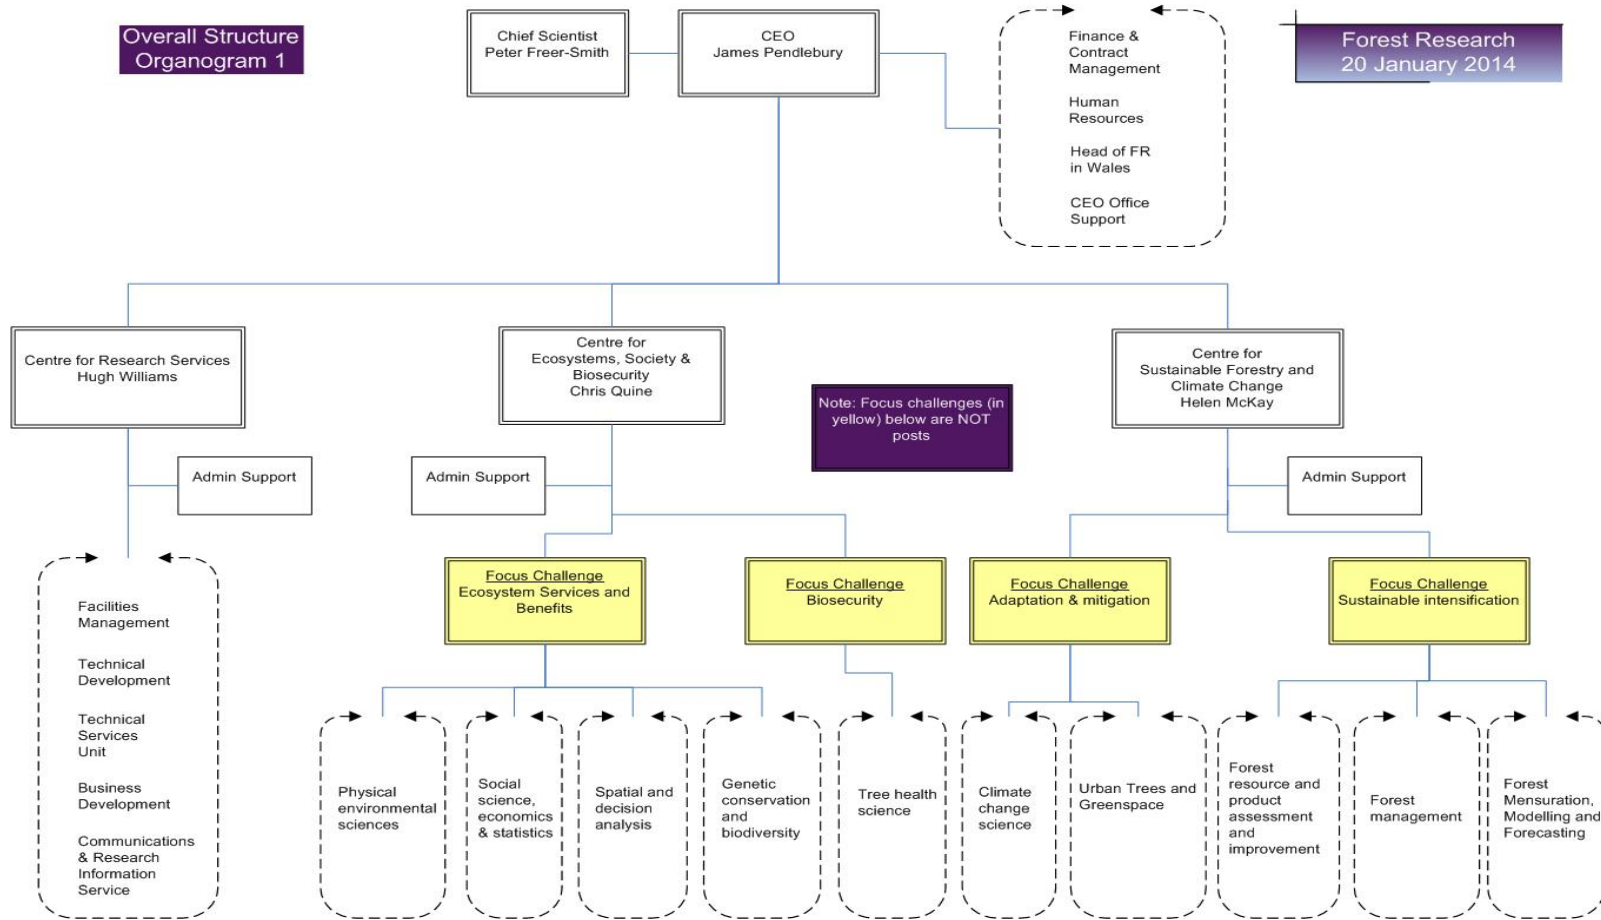 Overall Structure
Organogram 1
Chief Scientist
Peter Freer-Smith
CEO
James Pendlebury
Finance &
Contract
Management
Human
Resources
Head of FR
in Wales
CEO Office
Support
Forest Research
20 January 2014
Centre for Research Services
Hugh Williams
Centre for
Ecosystems, Society &
Biosecurity
Chris Quine
Note: Focus challenges (in
yellow) below are NOT
posts
Centre for
Sustainable Forestry and
Climate Change
Helen McKay
Admin Support
Admin Support
Admin Support
Facilities
Management
Technical
Development
Technical
Services
Unit
Business
Development
Communications
& Research
Information
Service
Focus Challenge
Ecosystem Services and
Benefits
Focus Challenge
Biosecurity
Focus Challenge
Adaptation & mitigation
Focus Challenge
Sustainable intensification
Physical
environmental
sciences
Social
science,
economics
& statistics
Spatial and
decision
analysis
Genetic
conservation
and
biodiversity
Tree health
science
Climate
change
science
Urban Trees and
Greenspace
Forest
resource and
product
assessment
and
improvement
Forest
management
Forest
Mensuration,
Modelling and
Forecasting